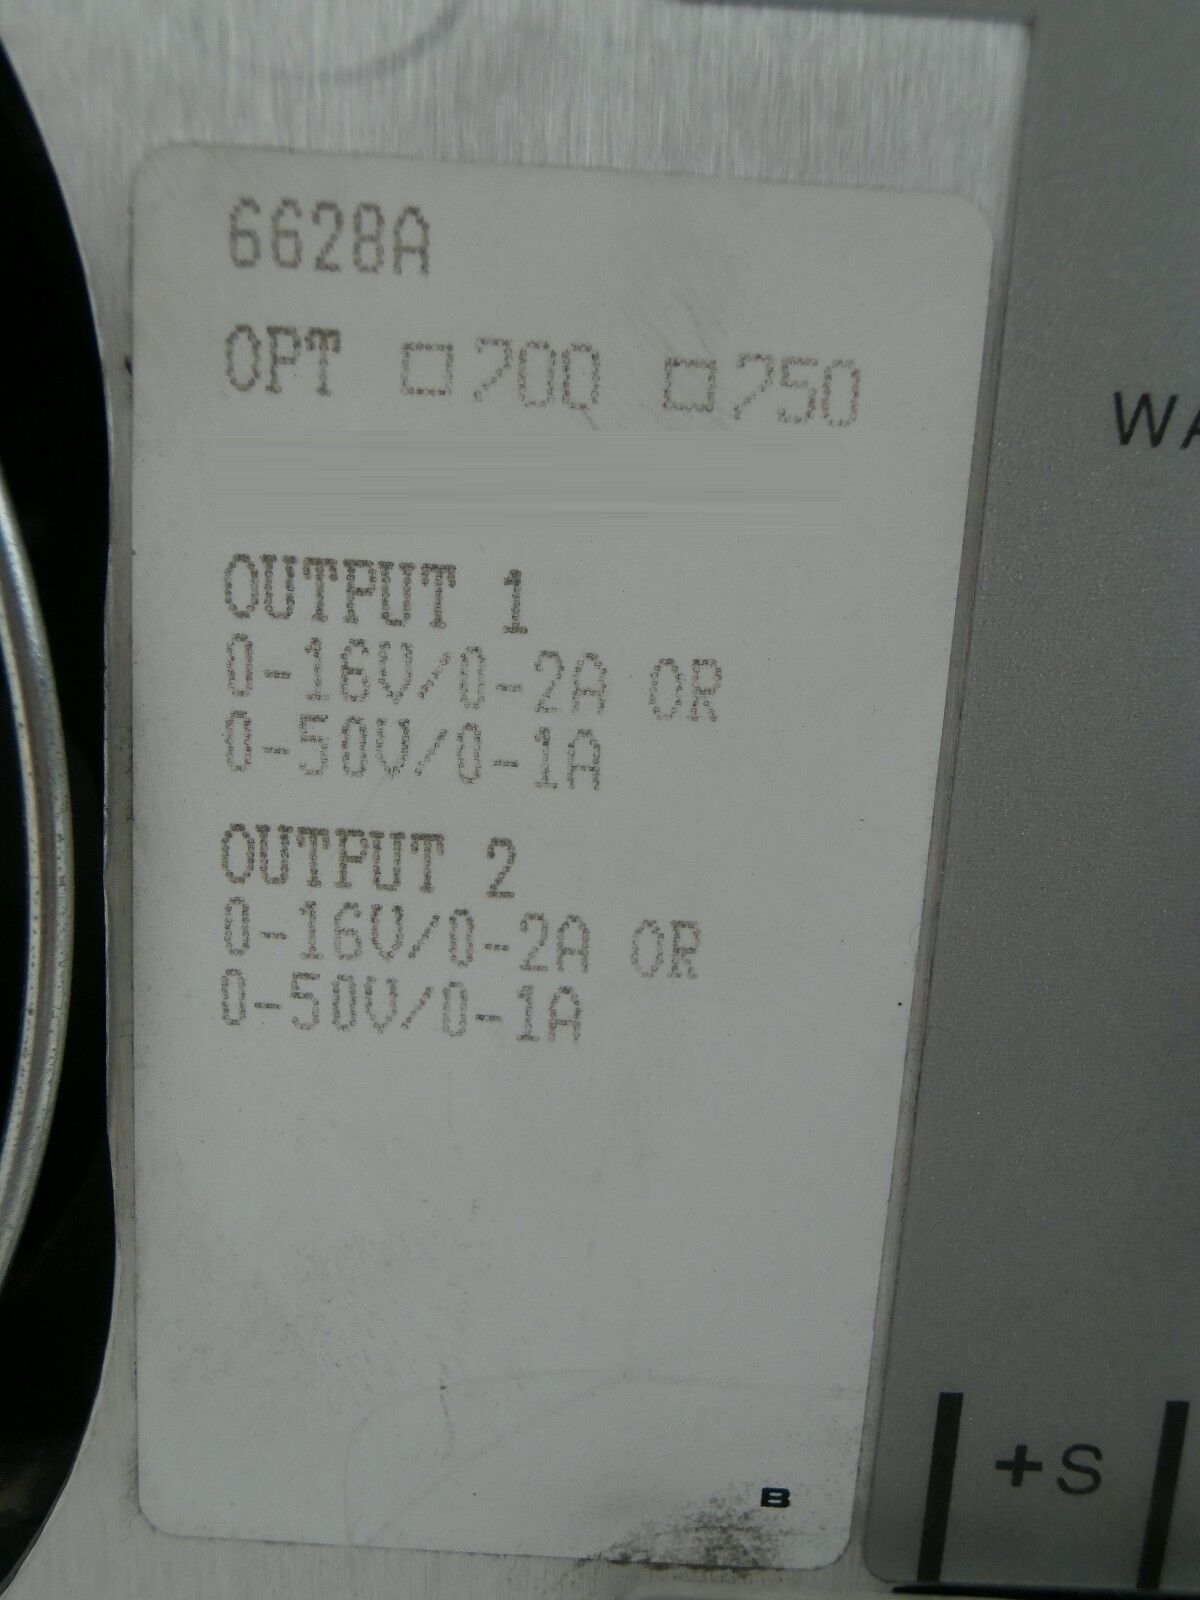 6628A
OPT □700 □750
OUTPUT 1
0-16V/0-2A OR
0-50V/0-1A
OUTPUT 2
0-16V/0-2A OR
0-50V/0-1A
B
WA
+S